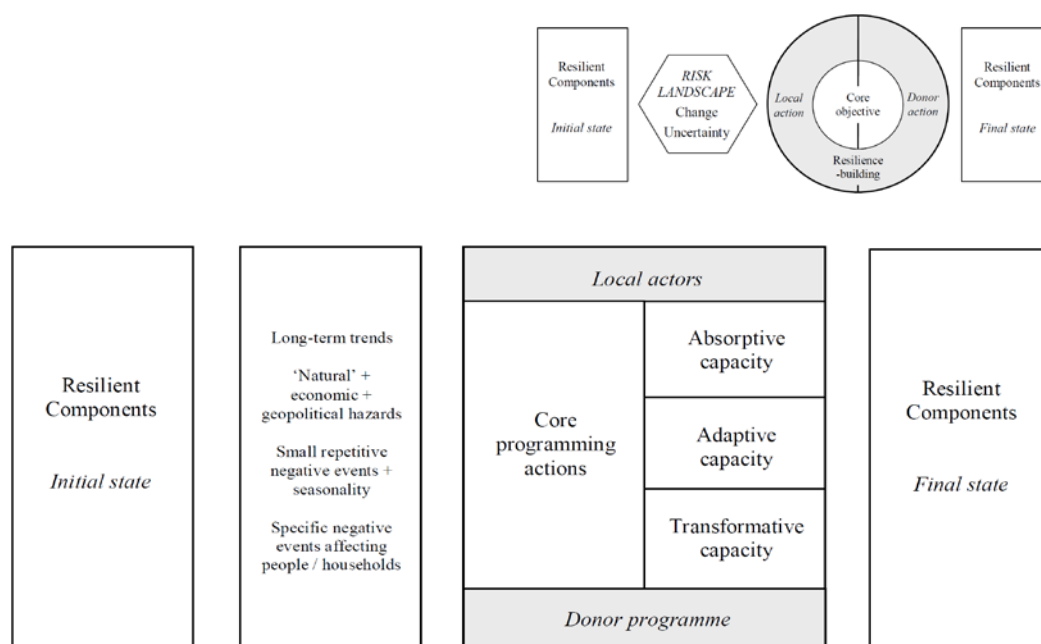 Resilient
Components
Initial state
RISK
LANDSCAPE
Change
Uncertainty
Local
action
Core
objective
Donor
action
Resilience
-building
Resilient
Components
Final state
Resilient
Components
Initial state
Long-term trends
‘Natural’ +
economic +
geopolitical hazards
Small repetitive
negative events +
seasonality
Specific negative
events affecting
people / households
Local actors
Core
programming
actions
Absorptive
capacity
Adaptive
capacity
Transformative
capacity
Donor programme
Resilient
Components
Final state